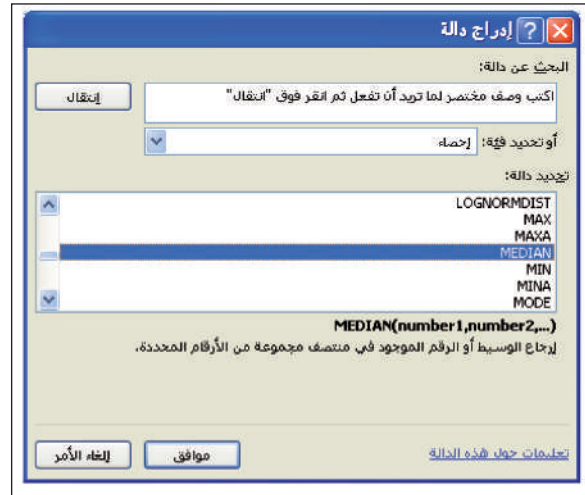 إدراج دالة
البحث عن دالة:
اكتب وصف مختصر لما تريد أن تفعل ثم انقر فوق "انتقال"
إنتقال
أو تحديد فئة: إحصاء
تحديد دالة:
LOGNORMDIST
MAX
MAXA
MEDIAN
MIN
MINA
MODE
MEDIAN(number1,number2,...)
إرجاع الوسيط أو الرقم الموجود في منتصف مجموعة من الأرقام المحددة.
تعليمات حول هذه الدالة
موافق
إلغاء الأمر